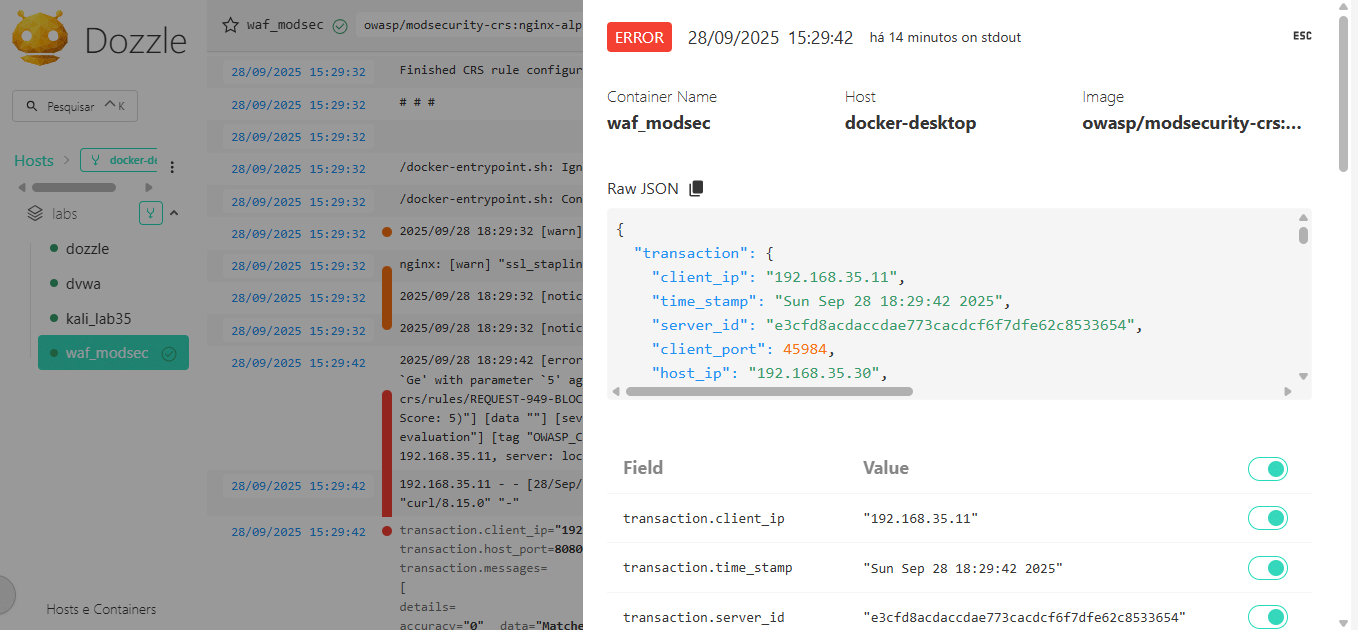 Dozzle
Pesquisar ^ K
Hosts >
docker-de
labs
dozzle
dvwa
kali_lab35
waf_modsec
Hosts e Containers
waf_modsec owasp/modsecurity-crs:nginx-alp
28/09/2025 15:29:32 Finished CRS rule configur
28/09/2025 15:29:32 # # #
28/09/2025 15:29:32
28/09/2025 15:29:32 /docker-entrypoint.sh: Ign
28/09/2025 15:29:32 /docker-entrypoint.sh: Con
28/09/2025 15:29:32 2025/09/28 18:29:32 [warn]
28/09/2025 15:29:32 nginx: [warn] "ssl_staplin
28/09/2025 15:29:32 2025/09/28 18:29:32 [notic
28/09/2025 15:29:32 2025/09/28 18:29:32 [notic
28/09/2025 15:29:42 2025/09/28 18:29:42 [error
`Ge' with parameter `5' ag
crs/rules/REQUEST-949-BLOC
Score: 5)"] [data ""] [sev
evaluation"] [tag "OWASP_C
192.168.35.11, server: loc
28/09/2025 15:29:42 192.168.35.11 - - [28/Sep/
"curl/8.15.0" "-"
28/09/2025 15:29:42 transaction.client_ip="192
transaction.host_port=8080
transaction.messages=
[
details=
accuracy="0" data="Matche
ERROR 28/09/2025 15:29:42 há 14 minutos on stdout
ESC
Container Name Host Image
waf_modsec docker-desktop owasp/modsecurity-crs:...
Raw JSON
{
"transaction": {
"client_ip": "192.168.35.11",
"time_stamp": "Sun Sep 28 18:29:42 2025",
"server_id": "e3cfd8acdaccdae773cacdcf6f7dfe62c8533654",
"client_port": 45984,
"host_ip": "192.168.35.30",
Field Value
transaction.client_ip "192.168.35.11"
transaction.time_stamp "Sun Sep 28 18:29:42 2025"
transaction.server_id "e3cfd8acdaccdae773cacdcf6f7dfe62c8533654"